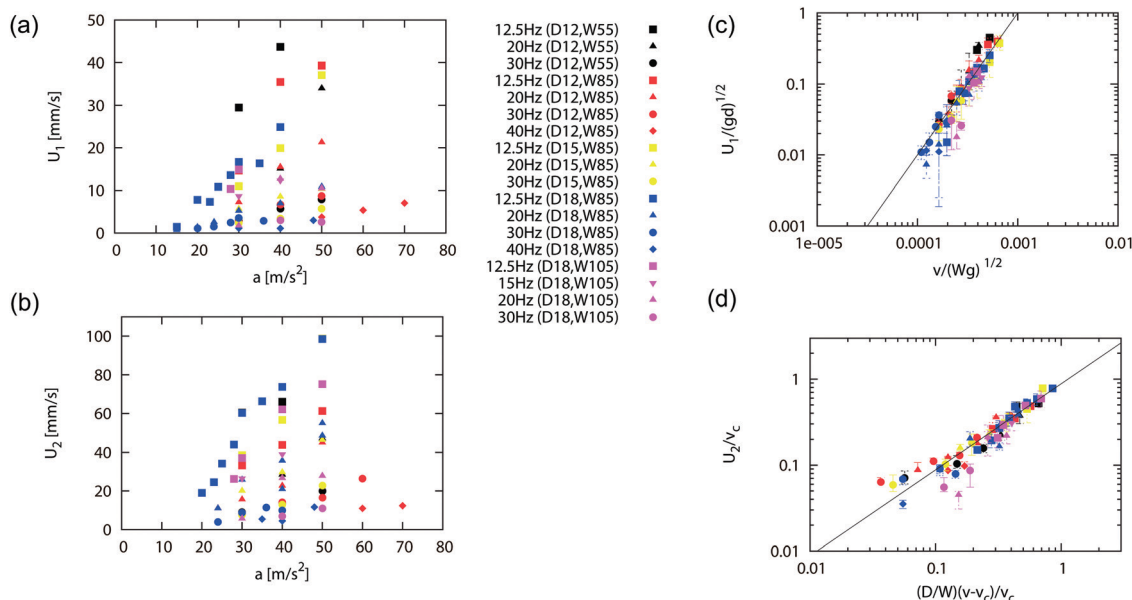 (a)
50
40
30
20
10
0
U1 [mm/s]
0 10 20 30 40 50 60 70 80
a [m/s2]
(b)
100
80
60
40
20
0
U2 [mm/s]
0 10 20 30 40 50 60 70 80
a [m/s2]
12.5Hz (D12,W55)
20Hz (D12,W55)
30Hz (D12,W55)
12.5Hz (D12,W85)
20Hz (D12,W85)
30Hz (D12,W85)
40Hz (D12,W85)
12.5Hz (D15,W85)
20Hz (D15,W85)
30Hz (D15,W85)
12.5Hz (D18,W85)
20Hz (D18,W85)
30Hz (D18,W85)
40Hz (D18,W85)
12.5Hz (D18,W105)
15Hz (D18,W105)
20Hz (D18,W105)
30Hz (D18,W105)
(c)
1
0.1
0.01
0.001
U1/(gd)1/2
1e-005 0.0001 0.001 0.01
v/(Wg) 1/2
(d)
1
0.1
0.01
U2/vc
0.01 0.1 1
(D/W)(v-vc)/vc